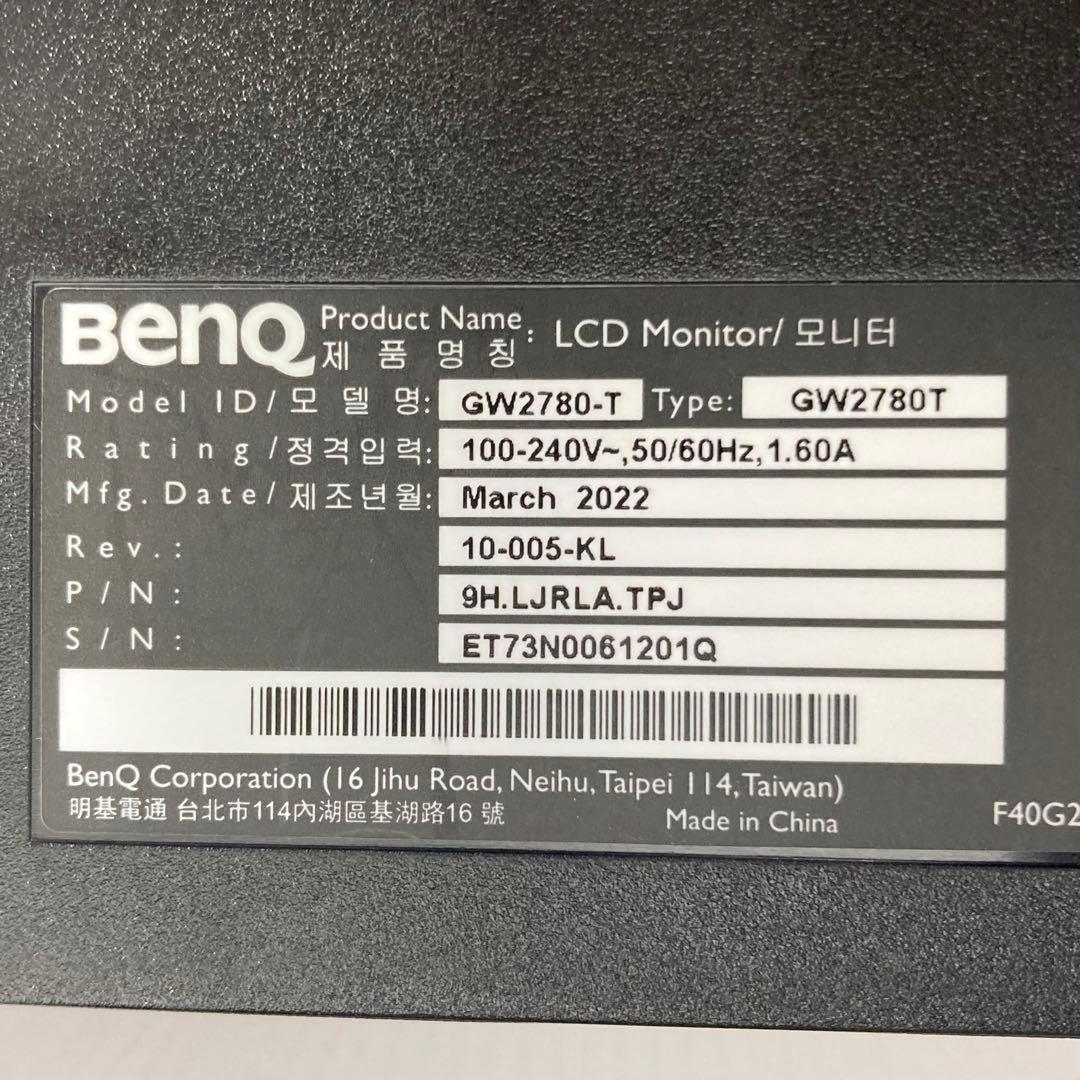 BenQ Product Name : LCD Monitor/ 모니터
제 품 명 칭
Model ID/모 델 명: GW2780-T Type: GW2780T
Rating/정격입력: 100-240V~,50/60Hz,1.60A
Mfg. Date/제조년월: March 2022
Rev.: 10-005-KL
P/N: 9H.LJRLA.TPJ
S/N: ET73N0061201Q
BenQ Corporation (16 Jihu Road, Neihu, Taipei 114, Taiwan)
明基電通 台北市114內湖區基湖路16 號
Made in China
F40G2